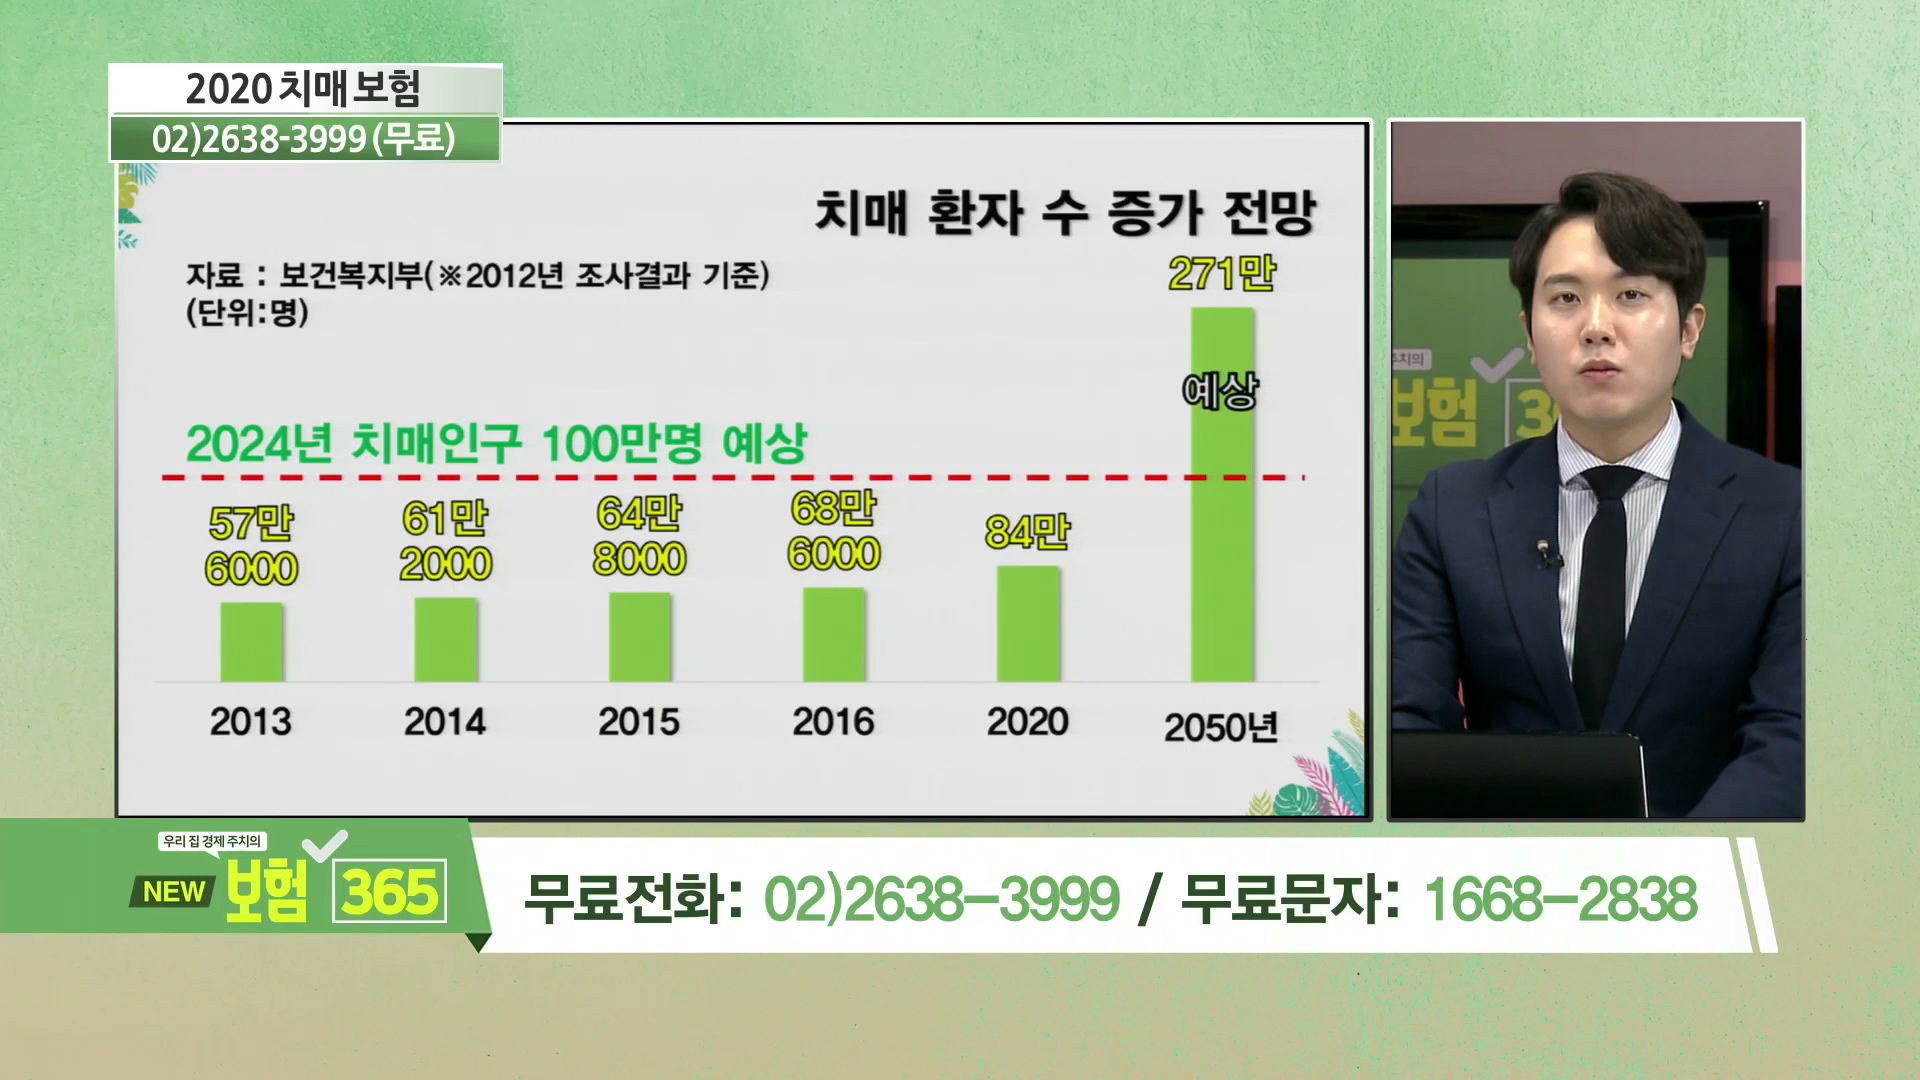 2020 치매 보험
02)2638-3999 (무료)
치매 환자 수 증가 전망
자료 : 보건복지부(※2012년 조사결과 기준)
(단위:명)
271만
예상
2024년 치매인구 100만명 예상
57만
6000
61만
2000
64만
8000
68만
6000
84만
2013
2014
2015
2016
2020
2050년
주치의
보험
우리 집 경제 주치의
NEW 보험 365
무료전화: 02)2638-3999 / 무료문자: 1668-2838